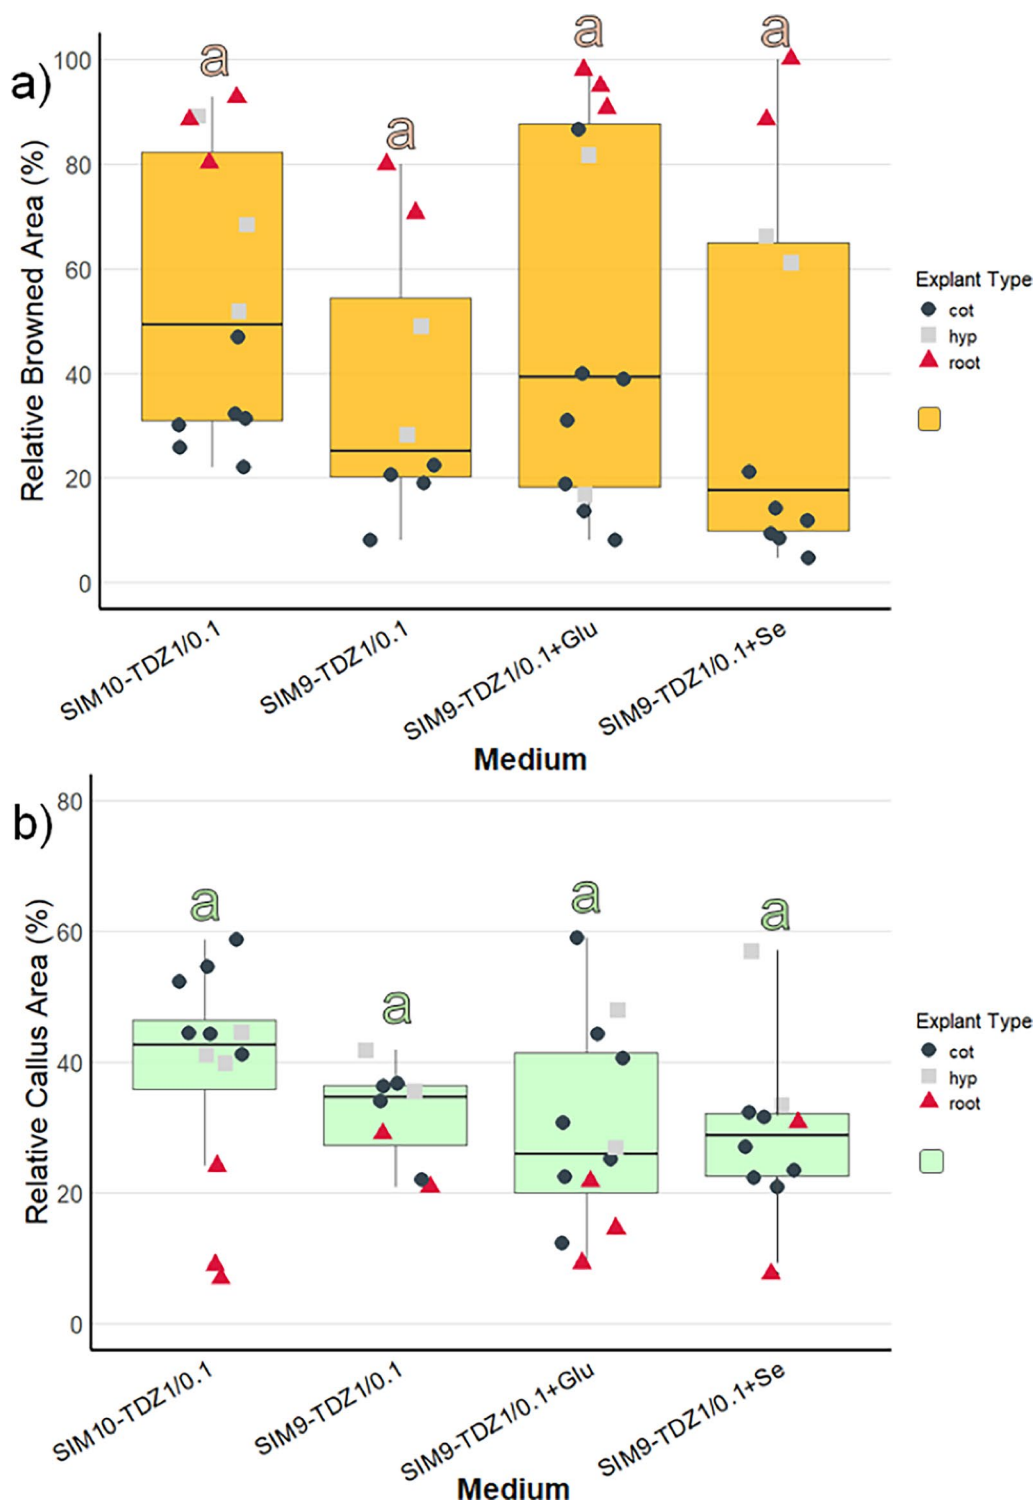 a)
Relative Browned Area (%)
100
80
60
40
20
0
a
a
a
a
SIM10-TDZ1/0.1
SIM9-TDZ1/0.1
SIM9-TDZ1/0.1+Glu
SIM9-TDZ1/0.1+Se
Medium
Explant Type
cot
hyp
root
b)
Relative Callus Area (%)
80
60
40
20
0
a
a
a
a
SIM10-TDZ1/0.1
SIM9-TDZ1/0.1
SIM9-TDZ1/0.1+Glu
SIM9-TDZ1/0.1+Se
Medium
Explant Type
cot
hyp
root